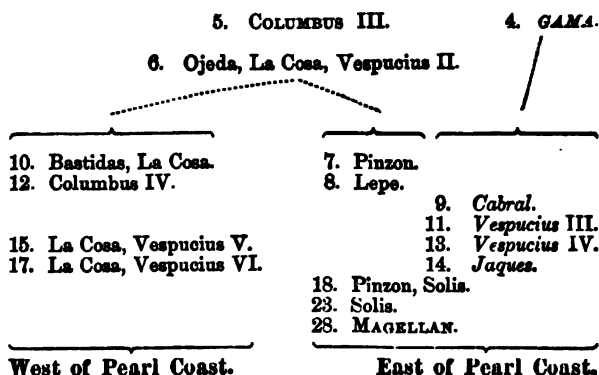 5. COLUMBUS III. 4. GAMA.
6. Ojeda, La Cosa, Vespucius II.
10. Bastidas, La Cosa. 7. Pinzon.
12. Columbus IV. 8. Lepe.
9. Cabral.
11. Vespucius III.
15. La Cosa, Vespucius V. 13. Vespucius IV.
17. La Cosa, Vespucius VI. 14. Jaques.
18. Pinzon, Solis.
23. Solis.
28. MAGELLAN.
West of Pearl Coast. East of Pearl Coast.